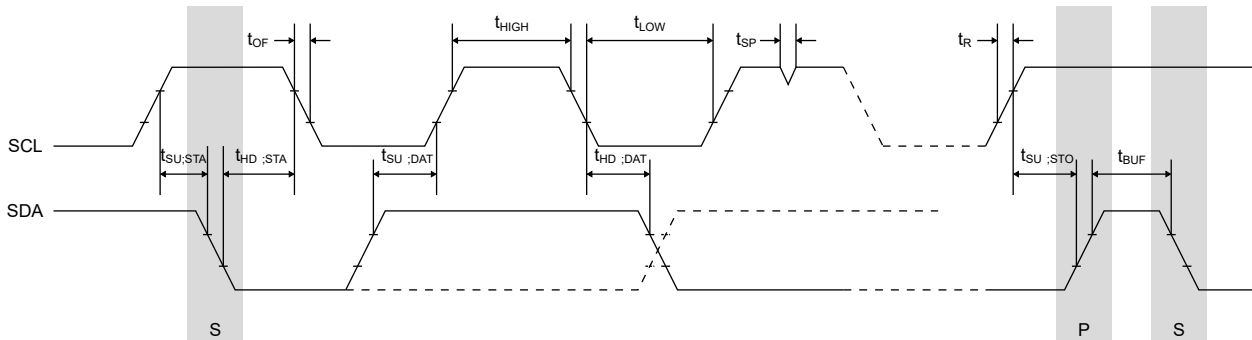 tOF
tHIGH
tLOW
tSP
tR
SCL
tSU;STA
tHD ;STA
tSU ;DAT
tHD ;DAT
tSU ;STO
tBUF
SDA
S
P
S